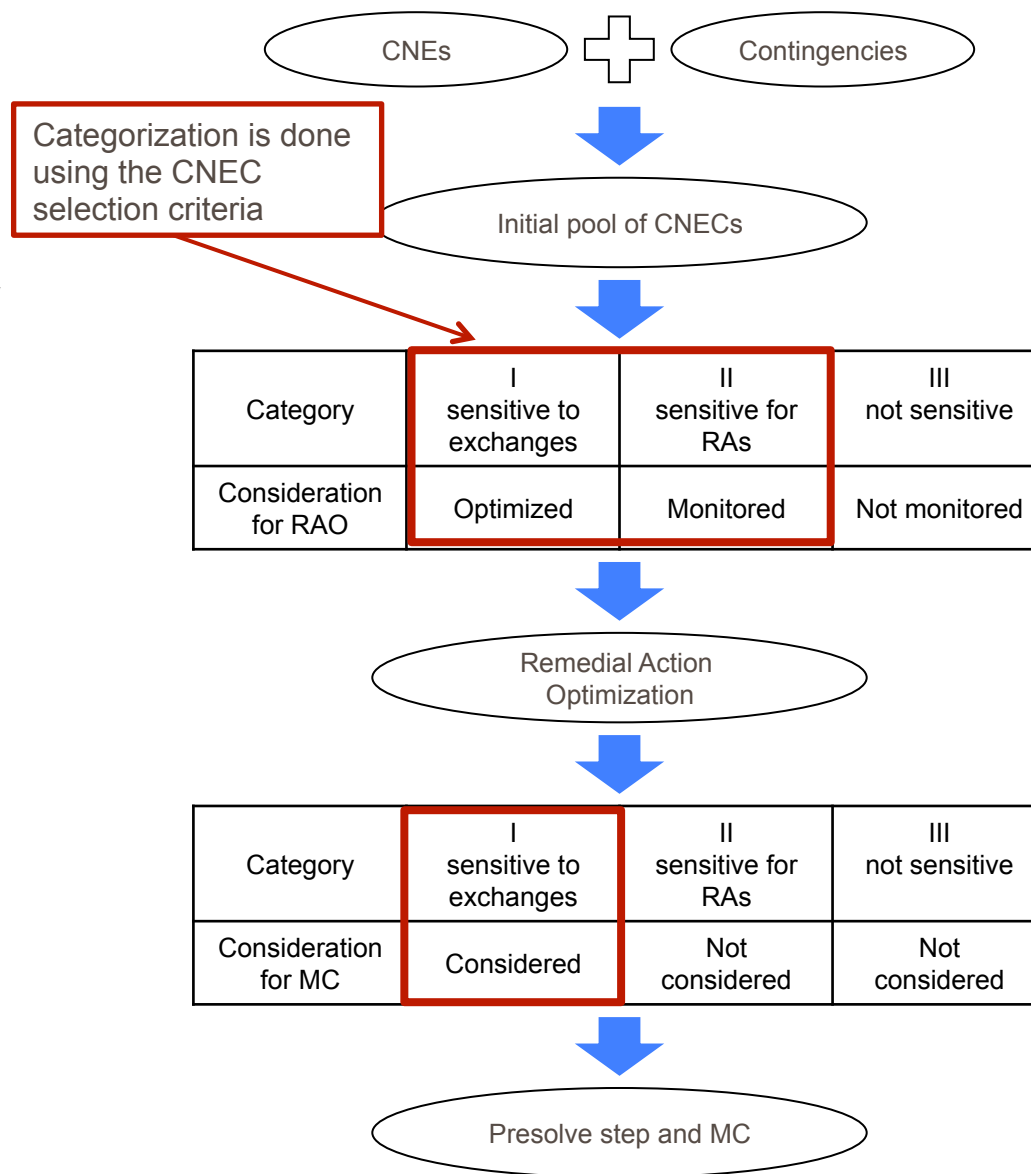 CNEs
Contingencies
Categorization is done
using the CNEC
selection criteria
Initial pool of CNECs
Category
I
sensitive to
exchanges
II
sensitive for
RAs
III
not sensitive
Consideration
for RAO
Optimized
Monitored
Not monitored
Remedial Action
Optimization
Category
I
sensitive to
exchanges
II
sensitive for
RAs
III
not sensitive
Consideration
for MC
Considered
Not
considered
Not
considered
Presolve step and MC